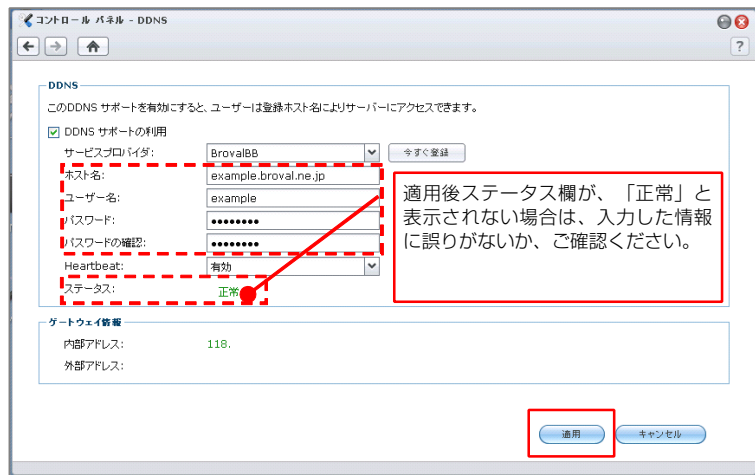 コントロール パネル - DDNS
?
DDNS
このDDNS サポートを有効にすると、ユーザーは登録ホスト名によりサーバーにアクセスできます。
DDNS サポートの利用
サービスプロバイダ: BrovalBB 今すぐ登録
ホスト名: example.broval.ne.jp
ユーザー名: example
パスワード: ●●●●●●●●
パスワードの確認: ●●●●●●●●
Heartbeat: 有効
ステータス: 正常
適用後ステータス欄が、「正常」と
表示されない場合は、入力した情報
に誤りがないか、ご確認ください。
ゲートウェイ情報
内部アドレス: 118.
外部アドレス:
適用 キャンセル